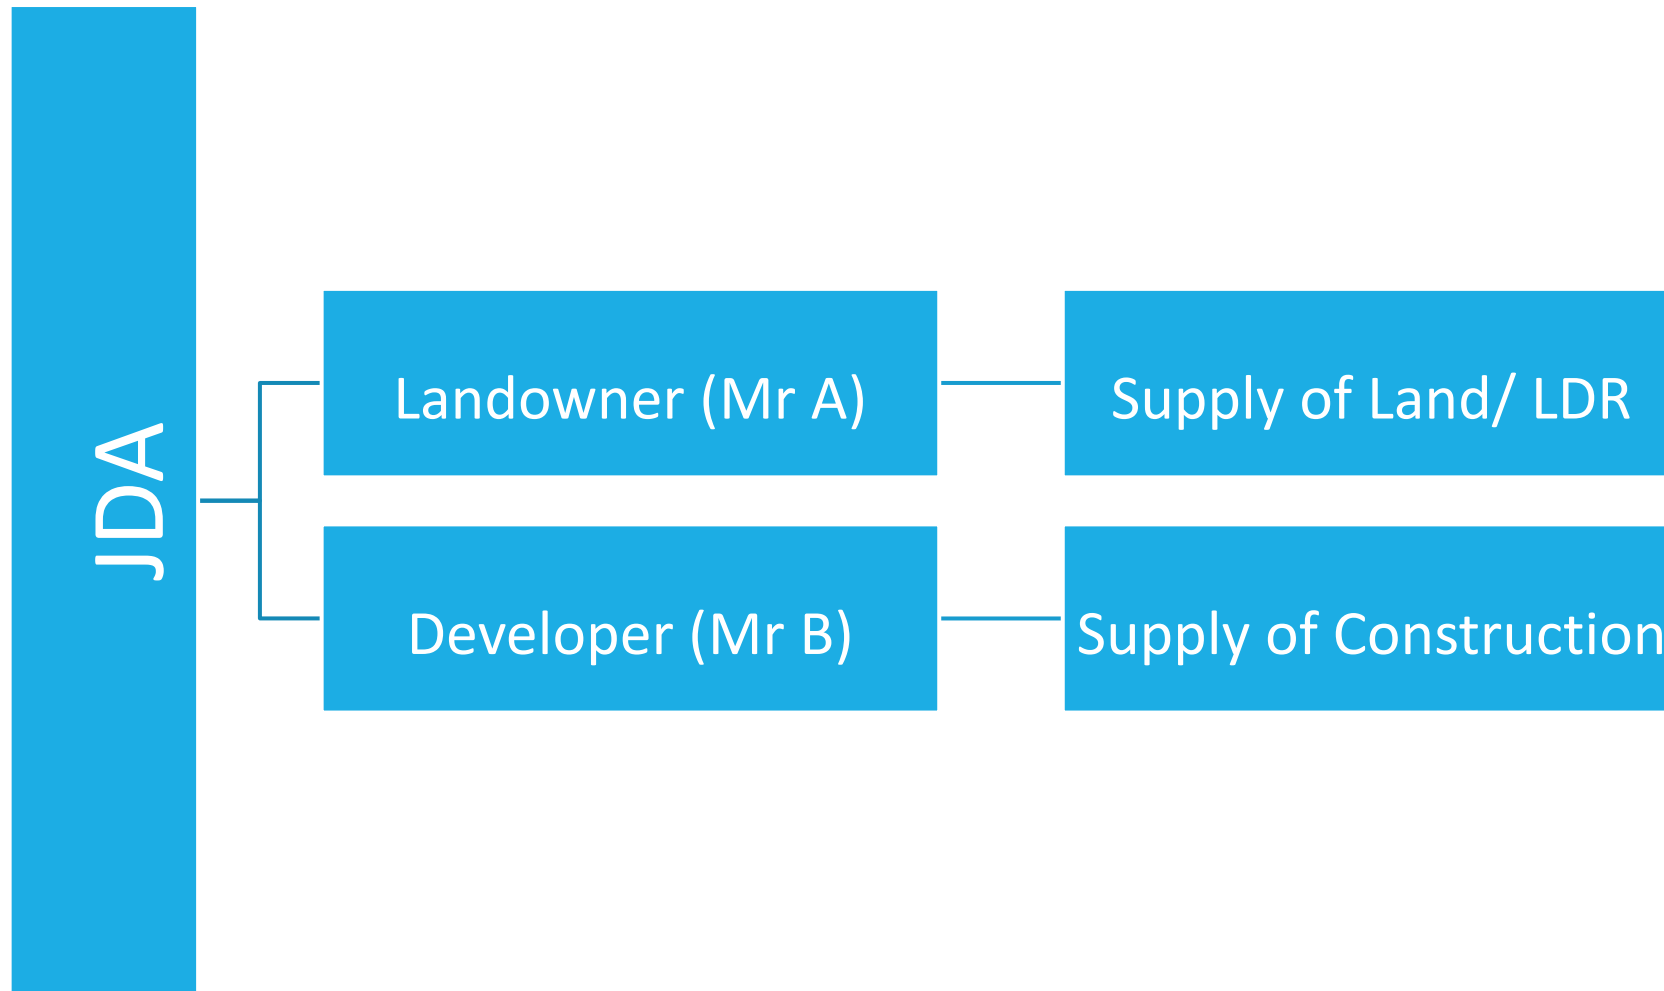 JDA
Landowner (Mr A)
Supply of Land/ LDR
Developer (Mr B)
Supply of Construction